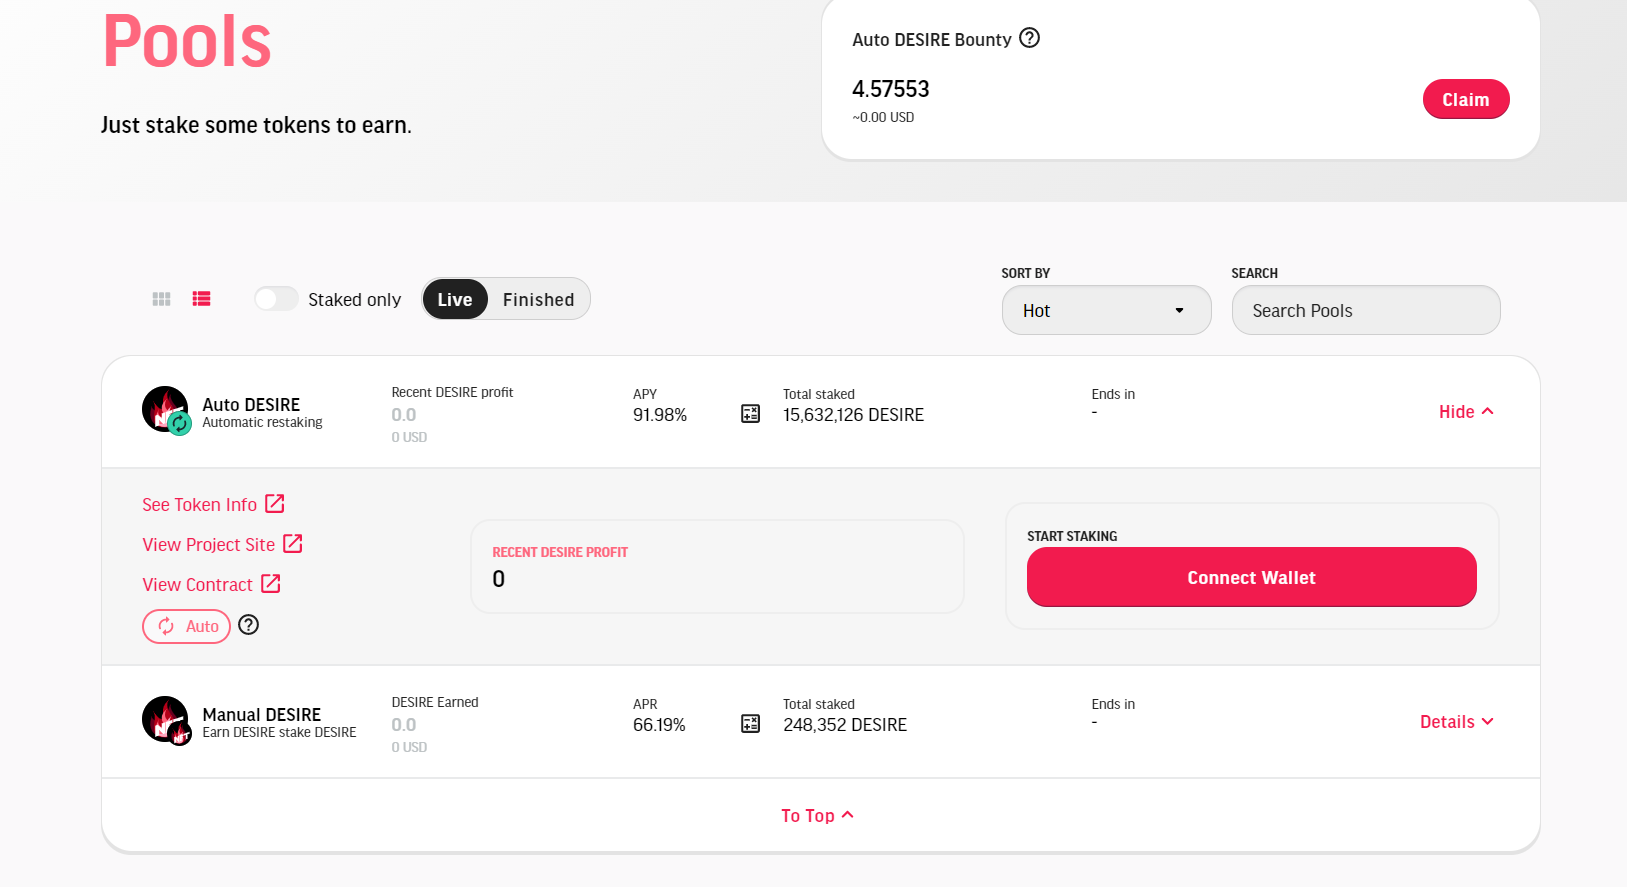 Pools
Just stake some tokens to earn.
Auto DESIRE Bounty
4.57553
~0.00 USD
Claim
Staked only
Live
Finished
SORT BY
Hot
SEARCH
Search Pools
Auto DESIRE
Automatic restaking
Recent DESIRE profit
0.0
0 USD
APY
91.98%
Total staked
15,632,126 DESIRE
Ends in
-
Hide
See Token Info
View Project Site
View Contract
Auto
RECENT DESIRE PROFIT
0
START STAKING
Connect Wallet
Manual DESIRE
Earn DESIRE stake DESIRE
DESIRE Earned
0.0
0 USD
APR
66.19%
Total staked
248,352 DESIRE
Ends in
-
Details
To Top